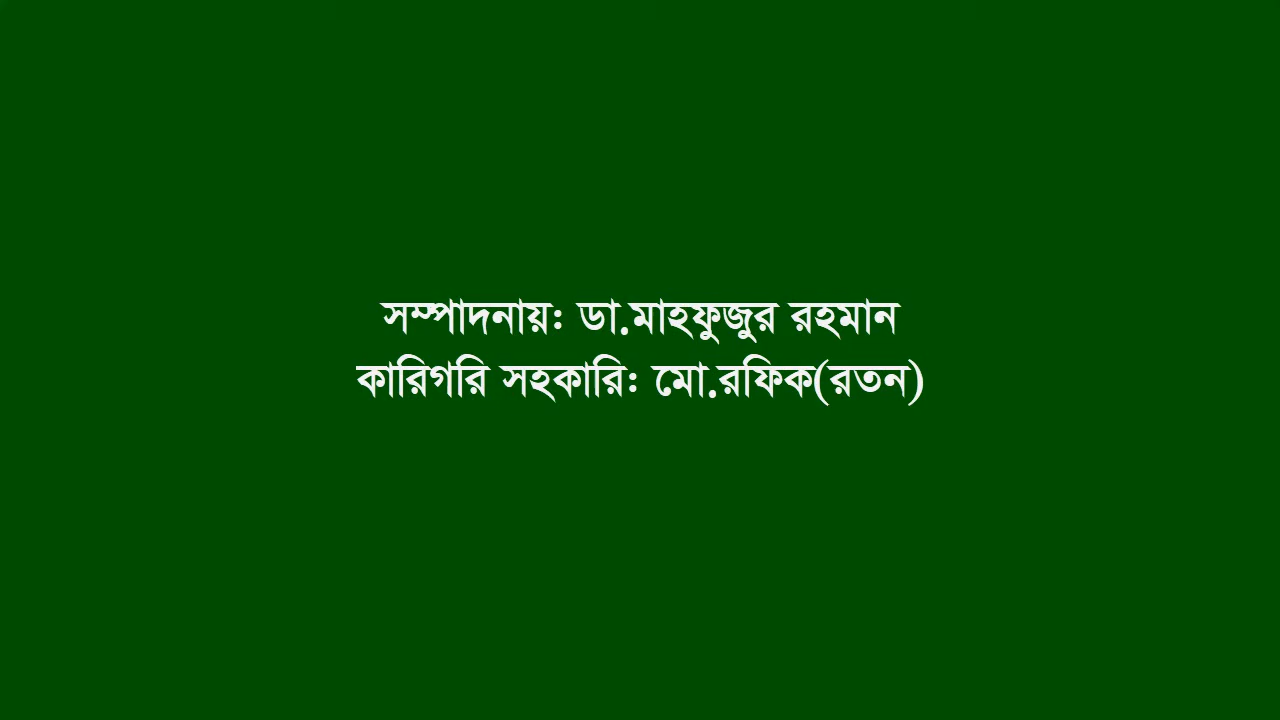 সম্পাদনায়: ডা.মাহফুজুর রহমান
কারিগরি সহকারি: মো.রফিক(রতন)